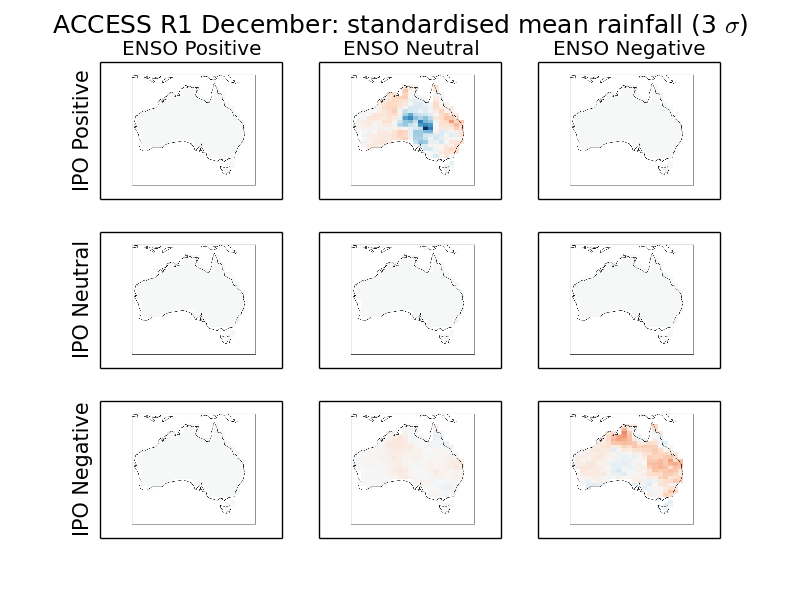 ACCESS R1 December: standardised mean rainfall (3 σ)
ENSO Positive ENSO Neutral ENSO Negative
IPO Positive
IPO Neutral
IPO Negative